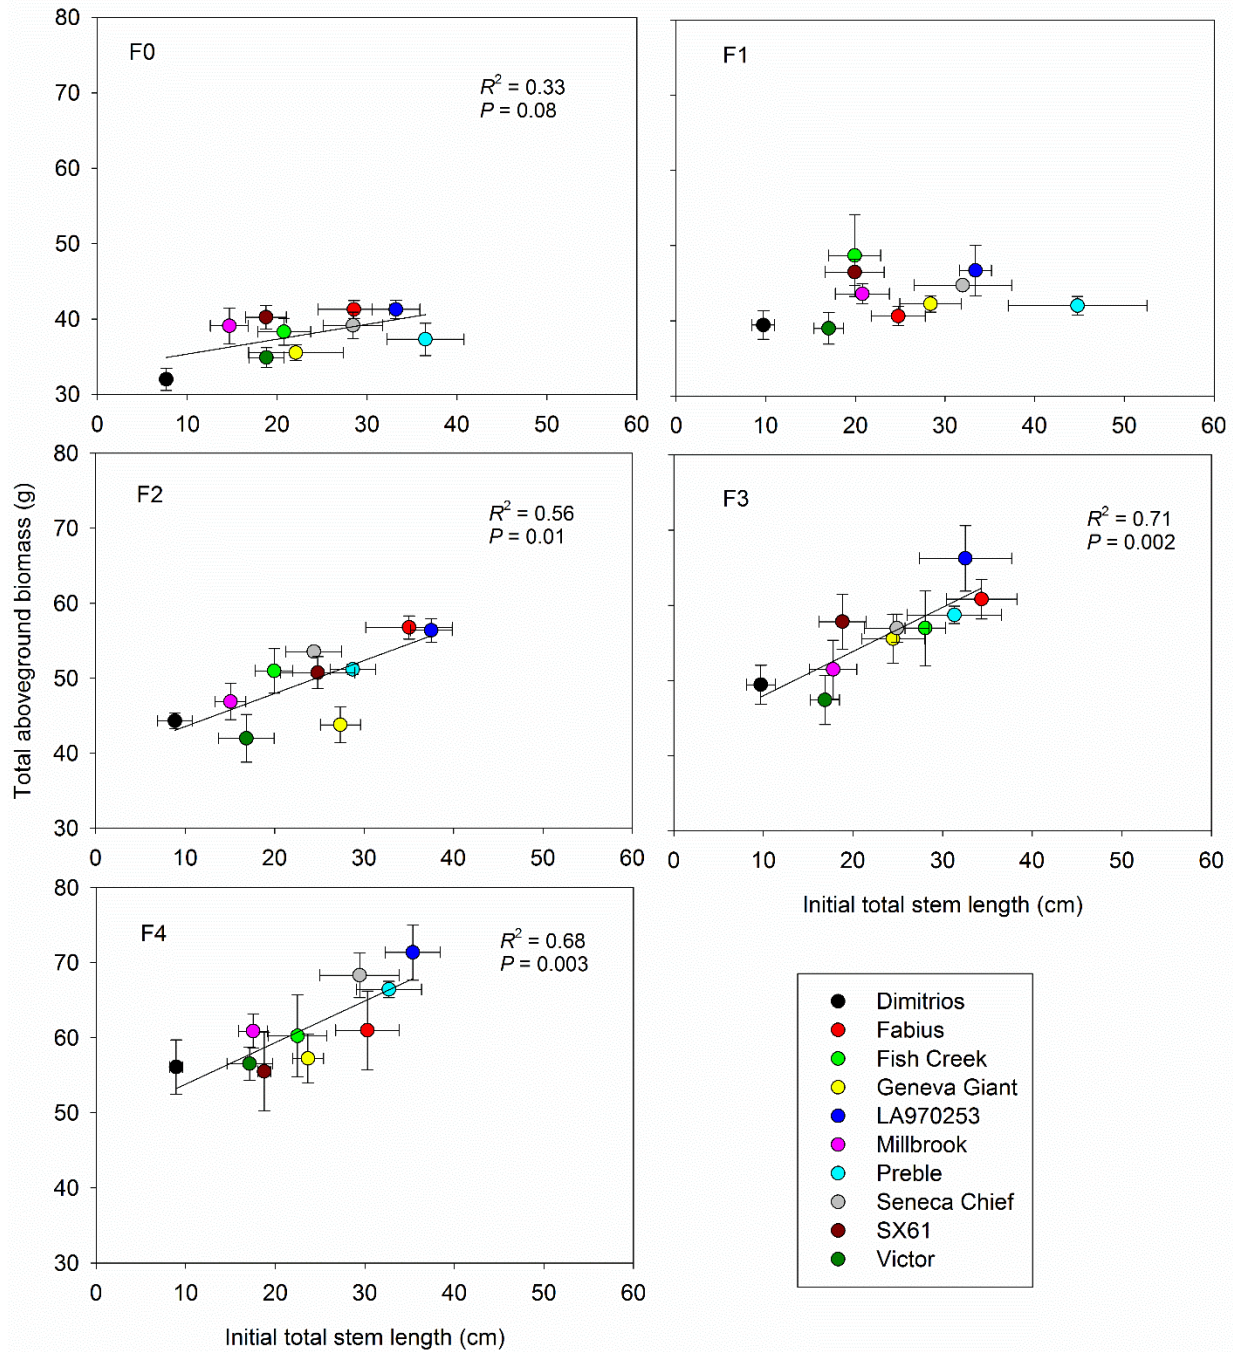 F0
R² = 0.33
P = 0.08
80
70
60
50
40
30
0 10 20 30 40 50 60
F1
0 10 20 30 40 50 60
Total aboveground biomass (g)
F2
R² = 0.56
P = 0.01
80
70
60
50
40
30
0 10 20 30 40 50 60
F3
R² = 0.71
P = 0.002
0 10 20 30 40 50 60
Initial total stem length (cm)
F4
R² = 0.68
P = 0.003
80
70
60
50
40
30
0 10 20 30 40 50 60
Initial total stem length (cm)
Dimitrios
Fabius
Fish Creek
Geneva Giant
LA970253
Millbrook
Preble
Seneca Chief
SX61
Victor